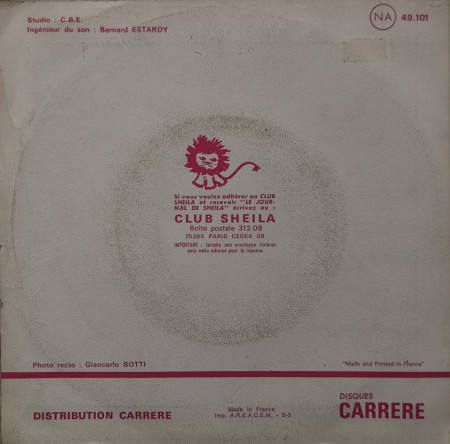 Studio : C.B.E.
Ingénieur du son : Bernard ESTARDY
NA 49.101
Si vous voulez adhérer au CLUB
SHEILA et recevoir "LE JOUR-
NAL DE SHEILA" écrivez au :
CLUB SHEILA
Boîte postale 313.08
75365 PARIS CEDEX 08
IMPORTANT : Joindre une enveloppe timbrée
avec votre adresse pour la réponse
Photo recto : Giancarlo BOTTI
"Made and Printed in France"
DISTRIBUTION CARRERE
Made in France
Imp. A.R.E.A.C.E.M. - D-3
DISQUES
CARRERE